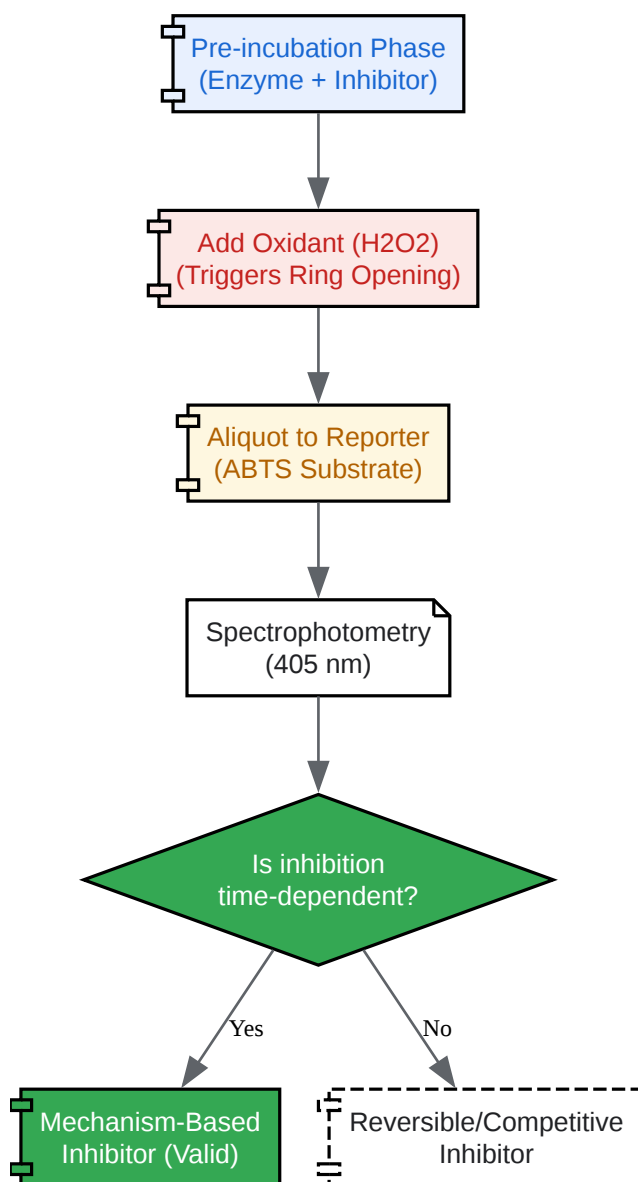 Pre-incubation Phase
(Enzyme + Inhibitor)
Add Oxidant (H2O2)
(Triggers Ring Opening)
Aliquot to Reporter
(ABTS Substrate)
Spectrophotometry
(405 nm)
Is inhibition
time-dependent?
Yes
No
Mechanism-Based
Inhibitor (Valid)
Reversible/Competitive
Inhibitor